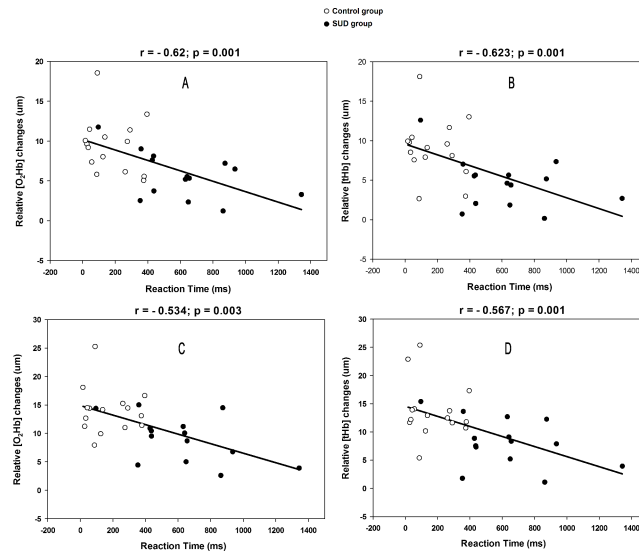 Control group
SUD group
r = - 0.62; p = 0.001
A
Relative [O2Hb] changes (um)
20
15
10
5
0
-5
-200 0 200 400 600 800 1000 1200 1400
Reaction Time (ms)
r = - 0.623; p = 0.001
B
Relative [tHb] changes (um)
20
15
10
5
0
-5
-200 0 200 400 600 800 1000 1200 1400
Reaction Time (ms)
r = - 0.534; p = 0.003
C
Relative [O2Hb] changes (um)
30
25
20
15
10
5
0
-5
-200 0 200 400 600 800 1000 1200 1400
Reaction Time (ms)
r = - 0.567; p = 0.001
D
Relative [tHb] changes (um)
30
25
20
15
10
5
0
-5
-200 0 200 400 600 800 1000 1200 1400
Reaction Time (ms)